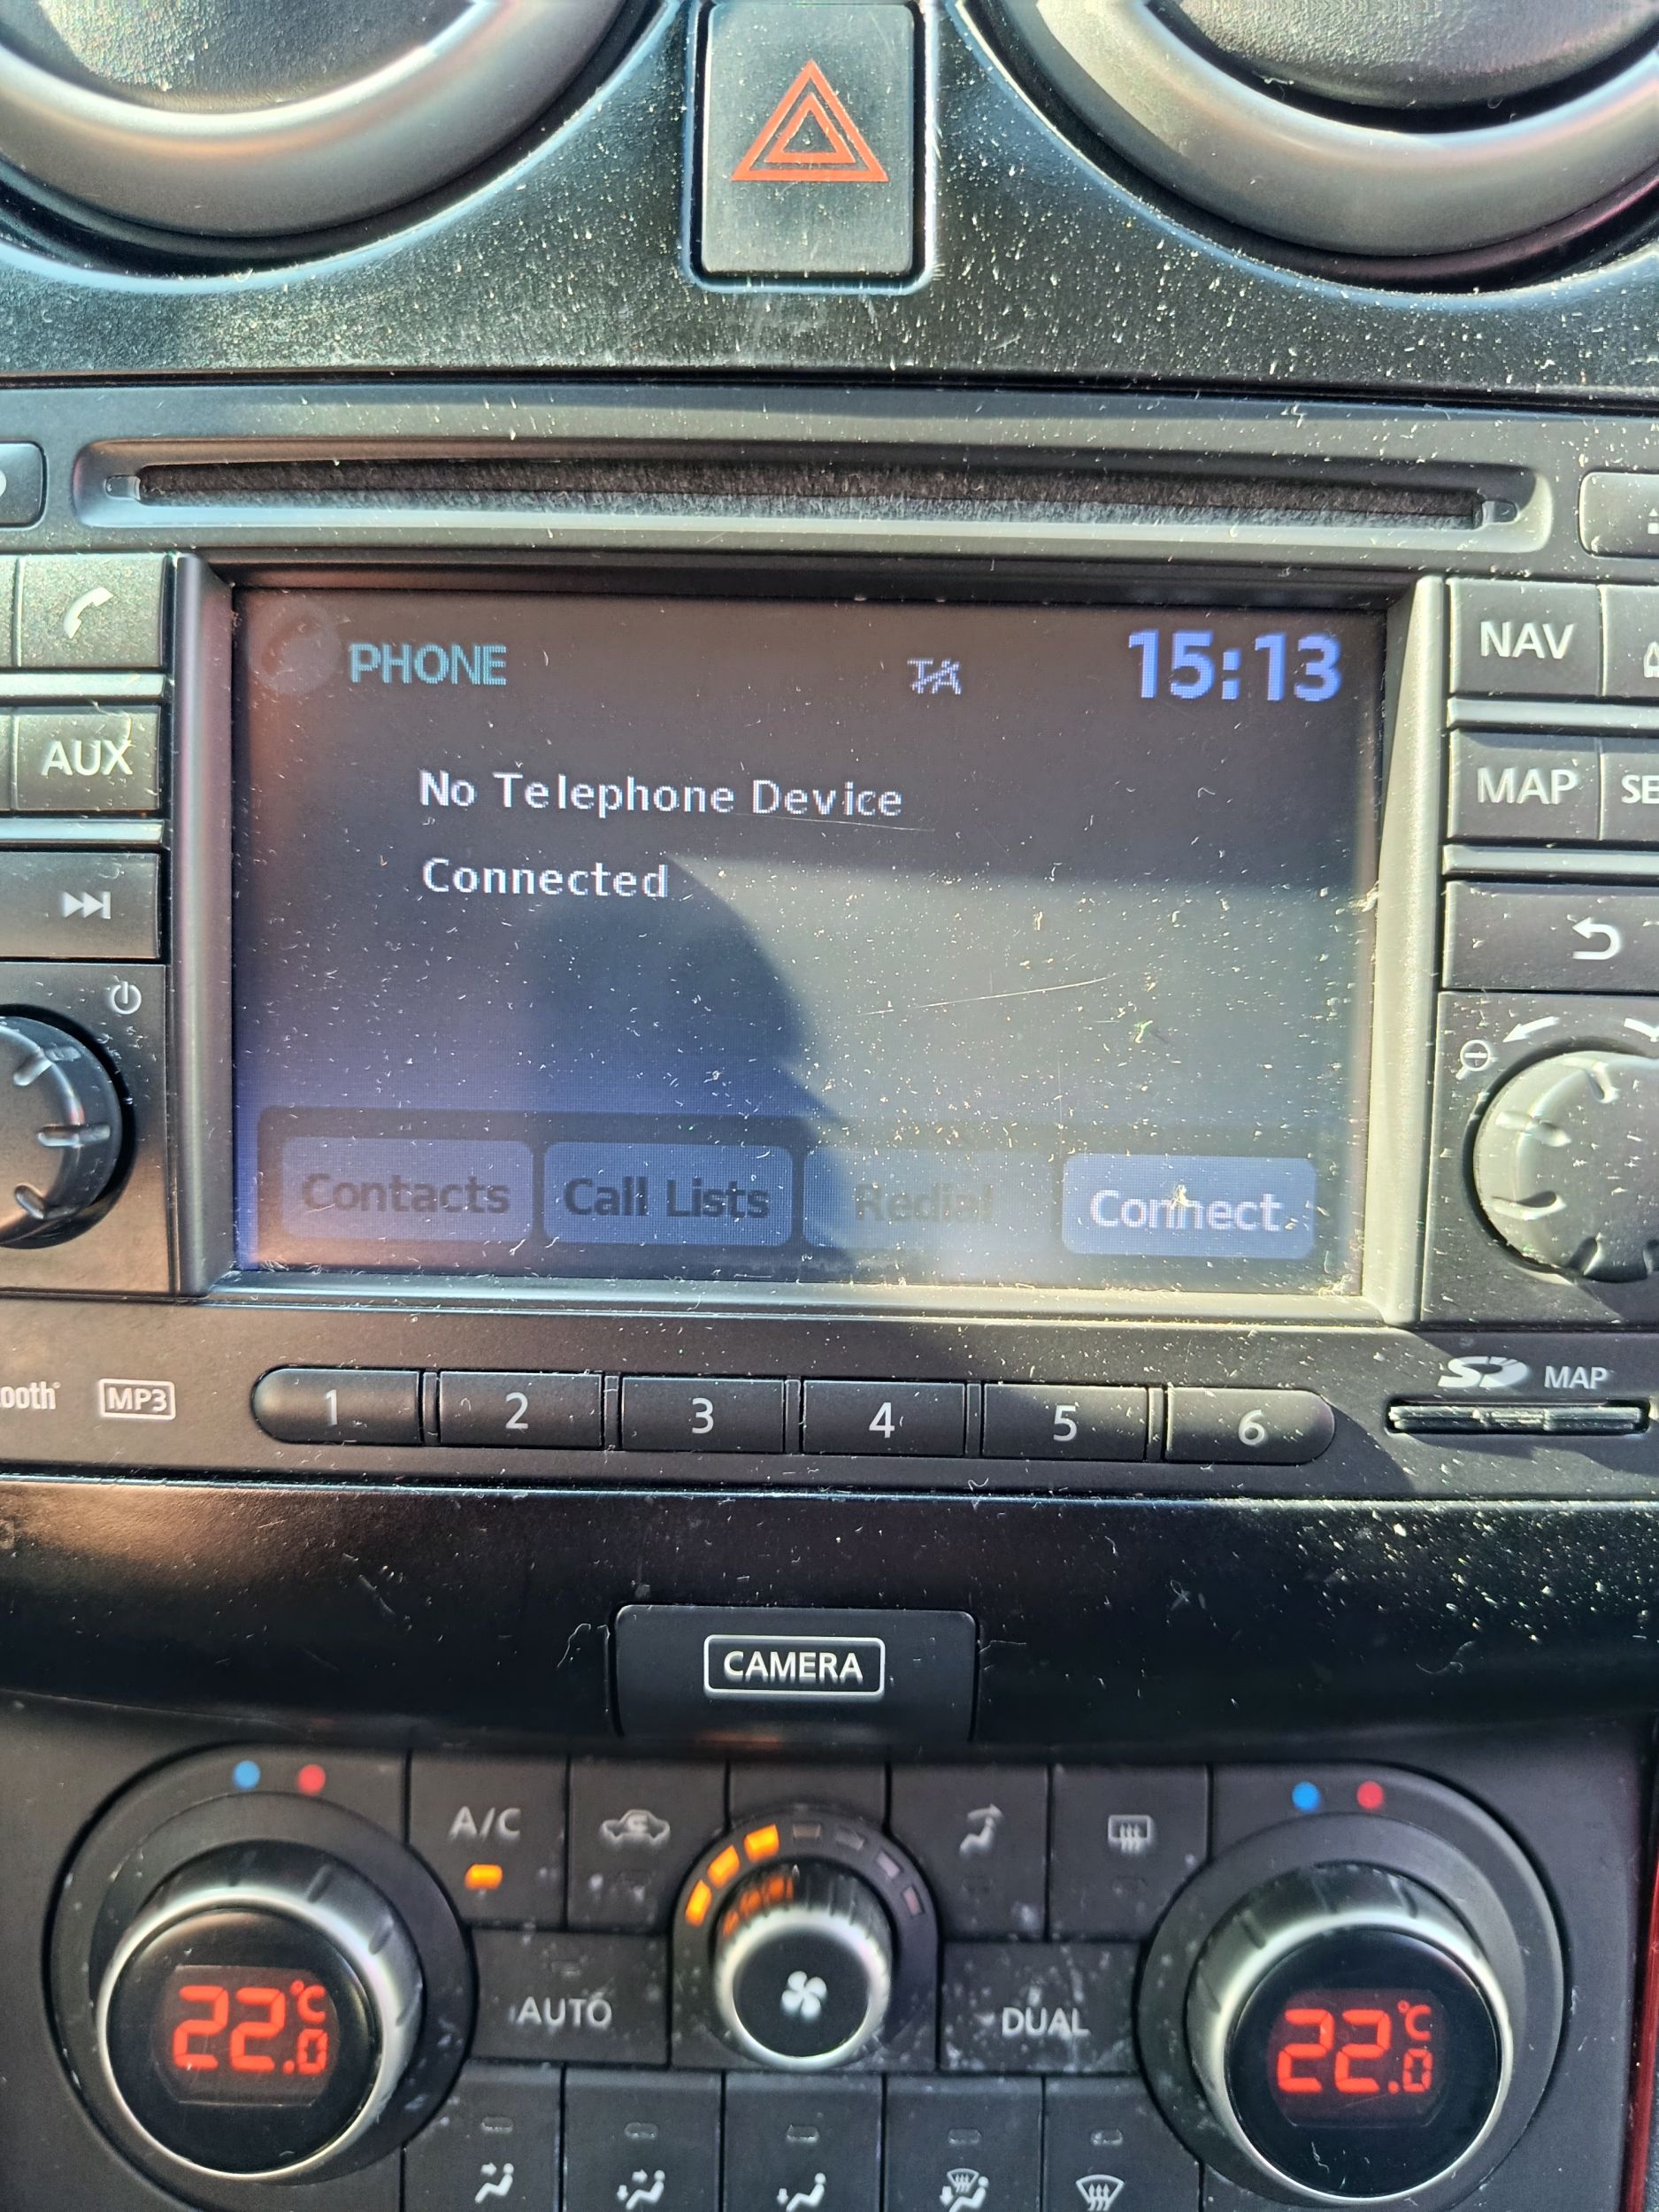 PHONE TA 15:13
NAV
AUX
No Telephone Device
Connected
MAP
Contacts Call Lists Redial Connect
MP3 1 2 3 4 5 6 SD MAP
CAMERA
A/C
AUTO DUAL
22.0 °C 22.0 °C